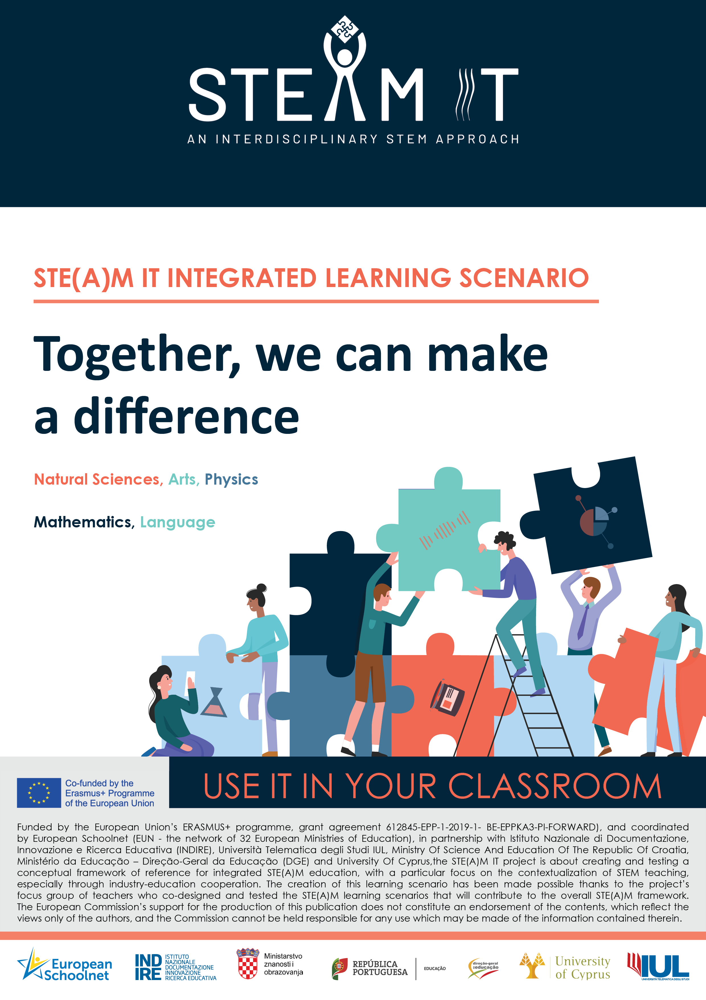 STEAM IT
AN INTERDISCIPLINARY STEM APPROACH
STE(A)M IT INTEGRATED LEARNING SCENARIO
Together, we can make
a difference
Natural Sciences, Arts, Physics
Mathematics, Language
Co-funded by the
Erasmus+ Programme
of the European Union
USE IT IN YOUR CLASSROOM
Funded by the European Union’s ERASMUS+ programme, grant agreement 612845-EPP-1-2019-1- BE-EPPKA3-PI-FORWARD), and coordinated
by European Schoolnet (EUN - the network of 32 European Ministries of Education), in partnership with Istituto Nazionale di Documentazione,
Innovazione e Ricerca Educativa (INDIRE), Università Telematica degli Studi IUL, Ministry Of Science And Education Of The Republic Of Croatia,
Ministério da Educação – Direção-Geral da Educação (DGE) and University Of Cyprus,the STE(A)M IT project is about creating and testing a
conceptual framework of reference for integrated STE(A)M education, with a particular focus on the contextualization of STEM teaching,
especially through industry-education cooperation. The creation of this learning scenario has been made possible thanks to the project’s
focus group of teachers who co-designed and tested the STE(A)M learning scenarios that will contribute to the overall STE(A)M framework.
The European Commission’s support for the production of this publication does not constitute an endorsement of the contents, which reflect the
views only of the authors, and the Commission cannot be held responsible for any use which may be made of the information contained therein.
European
Schoolnet
IND
IRE
ISTITUTO
NAZIONALE
DOCUMENTAZIONE
INNOVAZIONE
RICERCA EDUCATIVA
Ministarstvo
znanosti i
obrazovanja
REPÚBLICA
PORTUGUESA
EDUCAÇÃO
direção-geral
da educação
University
of Cyprus
IUL
UNIVERSITÀ TELEMATICA DEGLI STUDI